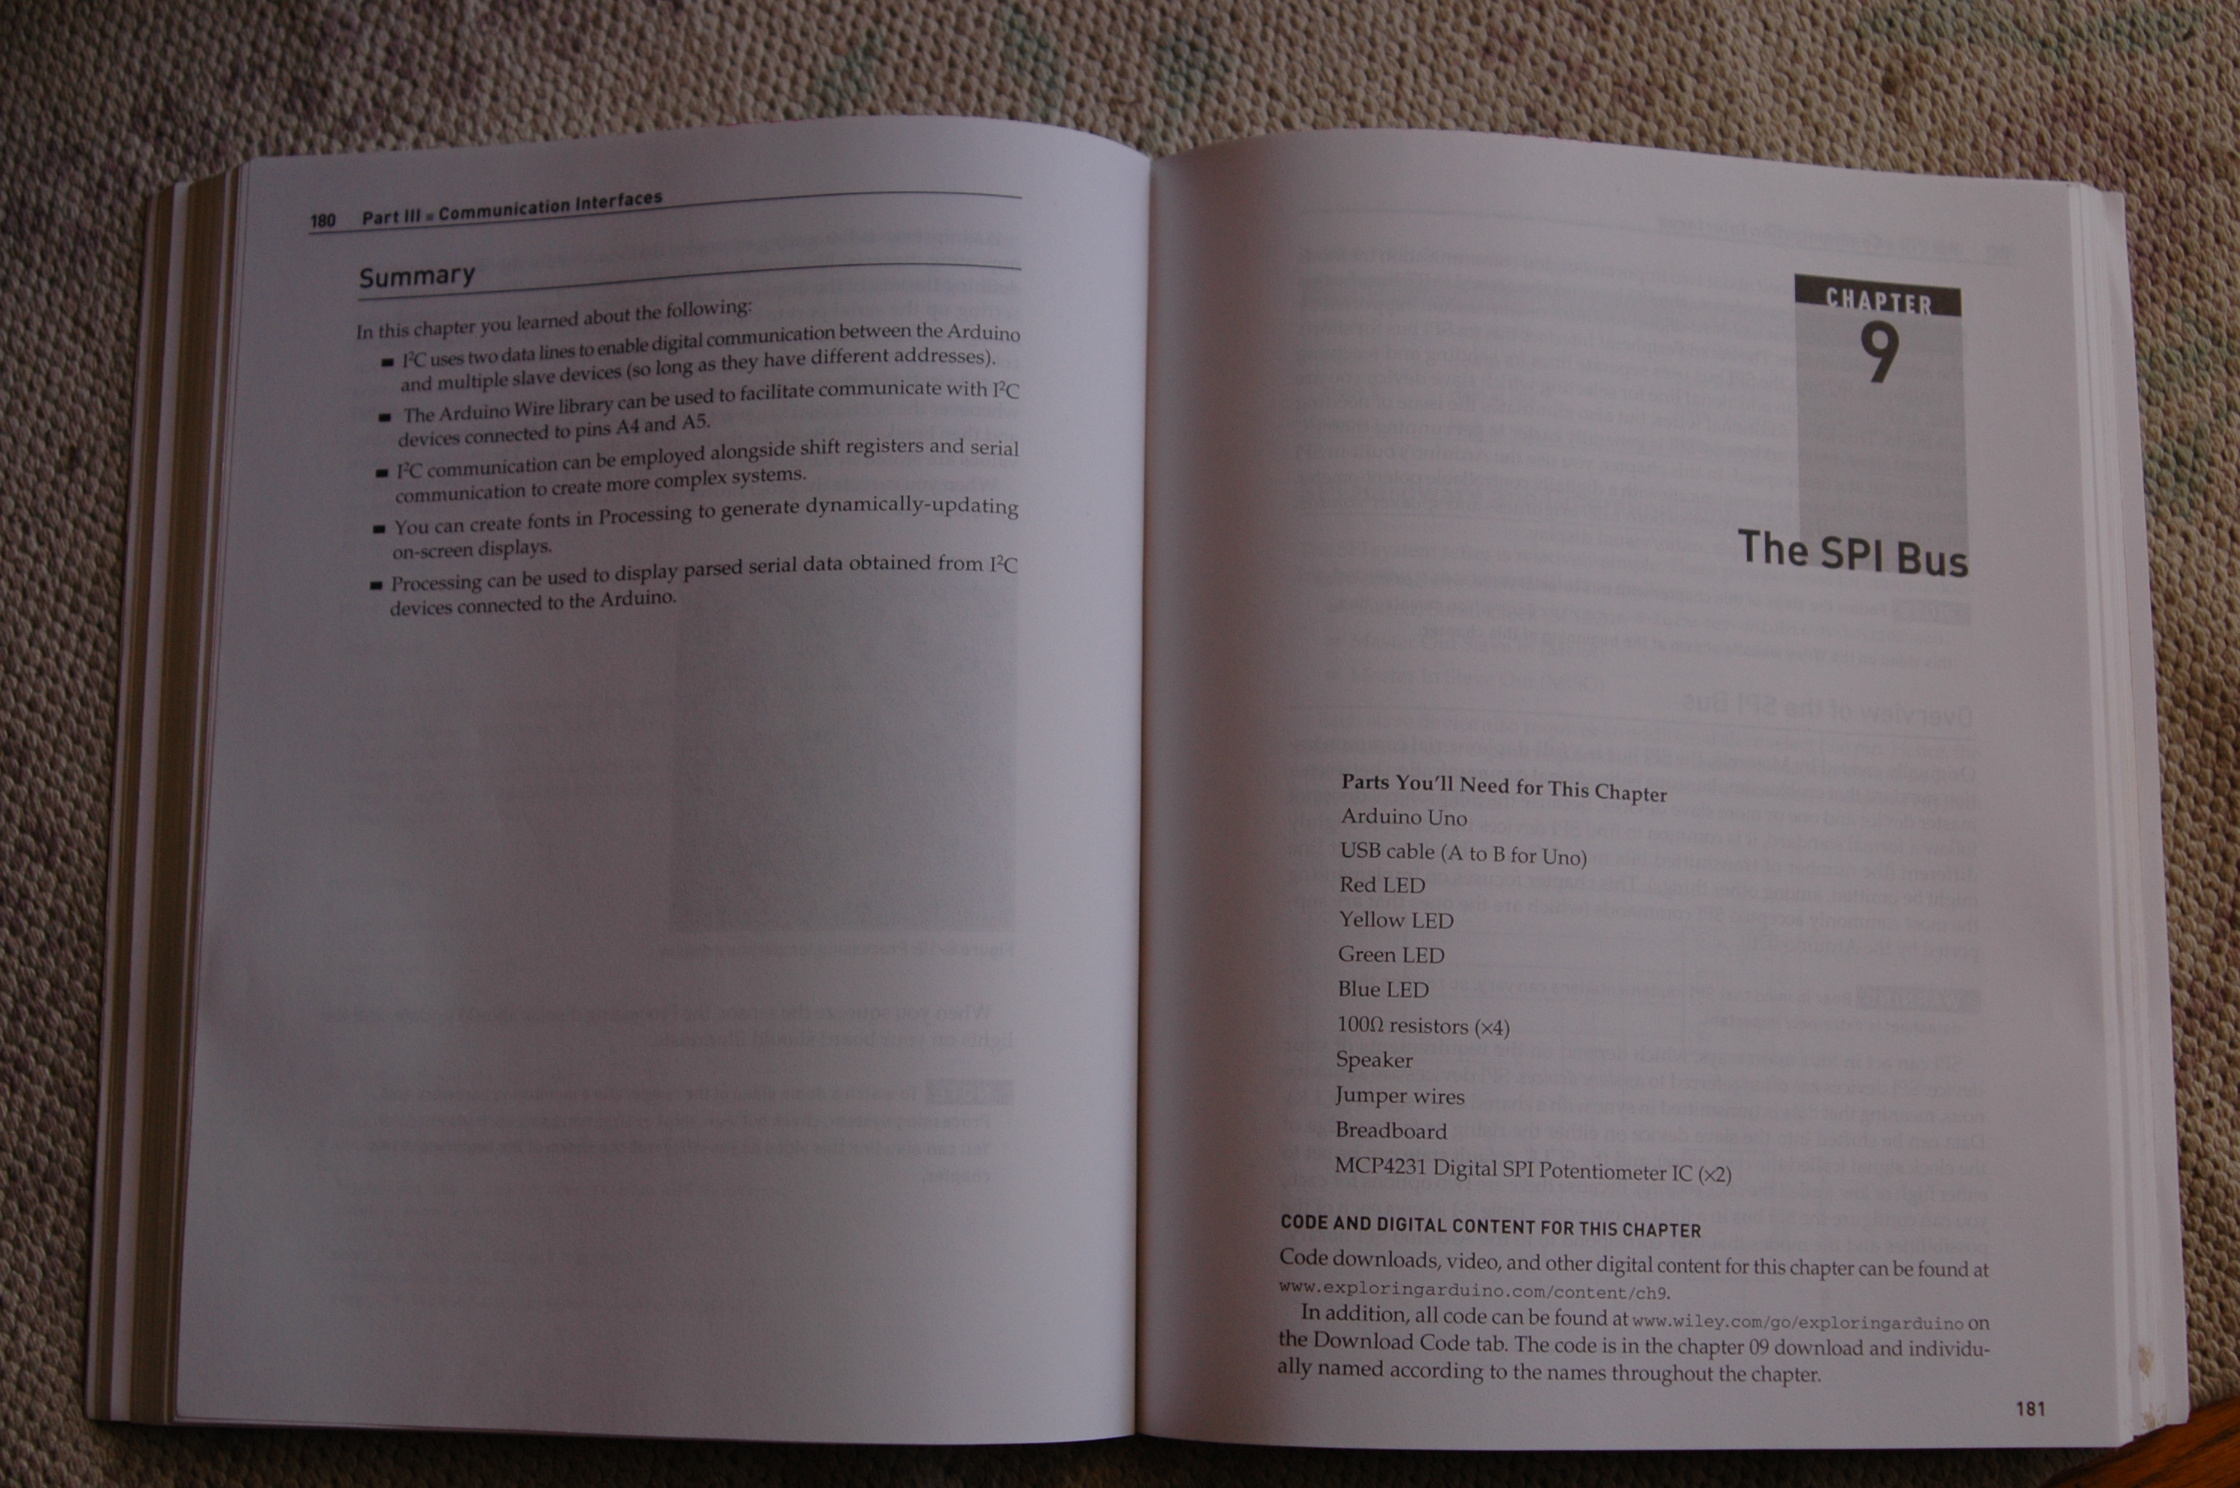 180 Part III ■ Communication Interfaces
Summary
In this chapter you learned about the following:
■ I²C uses two data lines to enable digital communication between the Arduino
and multiple slave devices (so long as they have different addresses).
■ The Arduino Wire library can be used to facilitate communicate with I²C
devices connected to pins A4 and A5.
■ I²C communication can be employed alongside shift registers and serial
communication to create more complex systems.
■ You can create fonts in Processing to generate dynamically-updating
on-screen displays.
■ Processing can be used to display parsed serial data obtained from I²C
devices connected to the Arduino.
CHAPTER
9
The SPI Bus
Parts You'll Need for This Chapter
Arduino Uno
USB cable (A to B for Uno)
Red LED
Yellow LED
Green LED
Blue LED
100Ω resistors (×4)
Speaker
Jumper wires
Breadboard
MCP4231 Digital SPI Potentiometer IC (×2)
CODE AND DIGITAL CONTENT FOR THIS CHAPTER
Code downloads, video, and other digital content for this chapter can be found at
www.exploringarduino.com/content/ch9.
In addition, all code can be found at www.wiley.com/go/exploringarduino on
the Download Code tab. The code is in the chapter 09 download and individu-
ally named according to the names throughout the chapter.
181